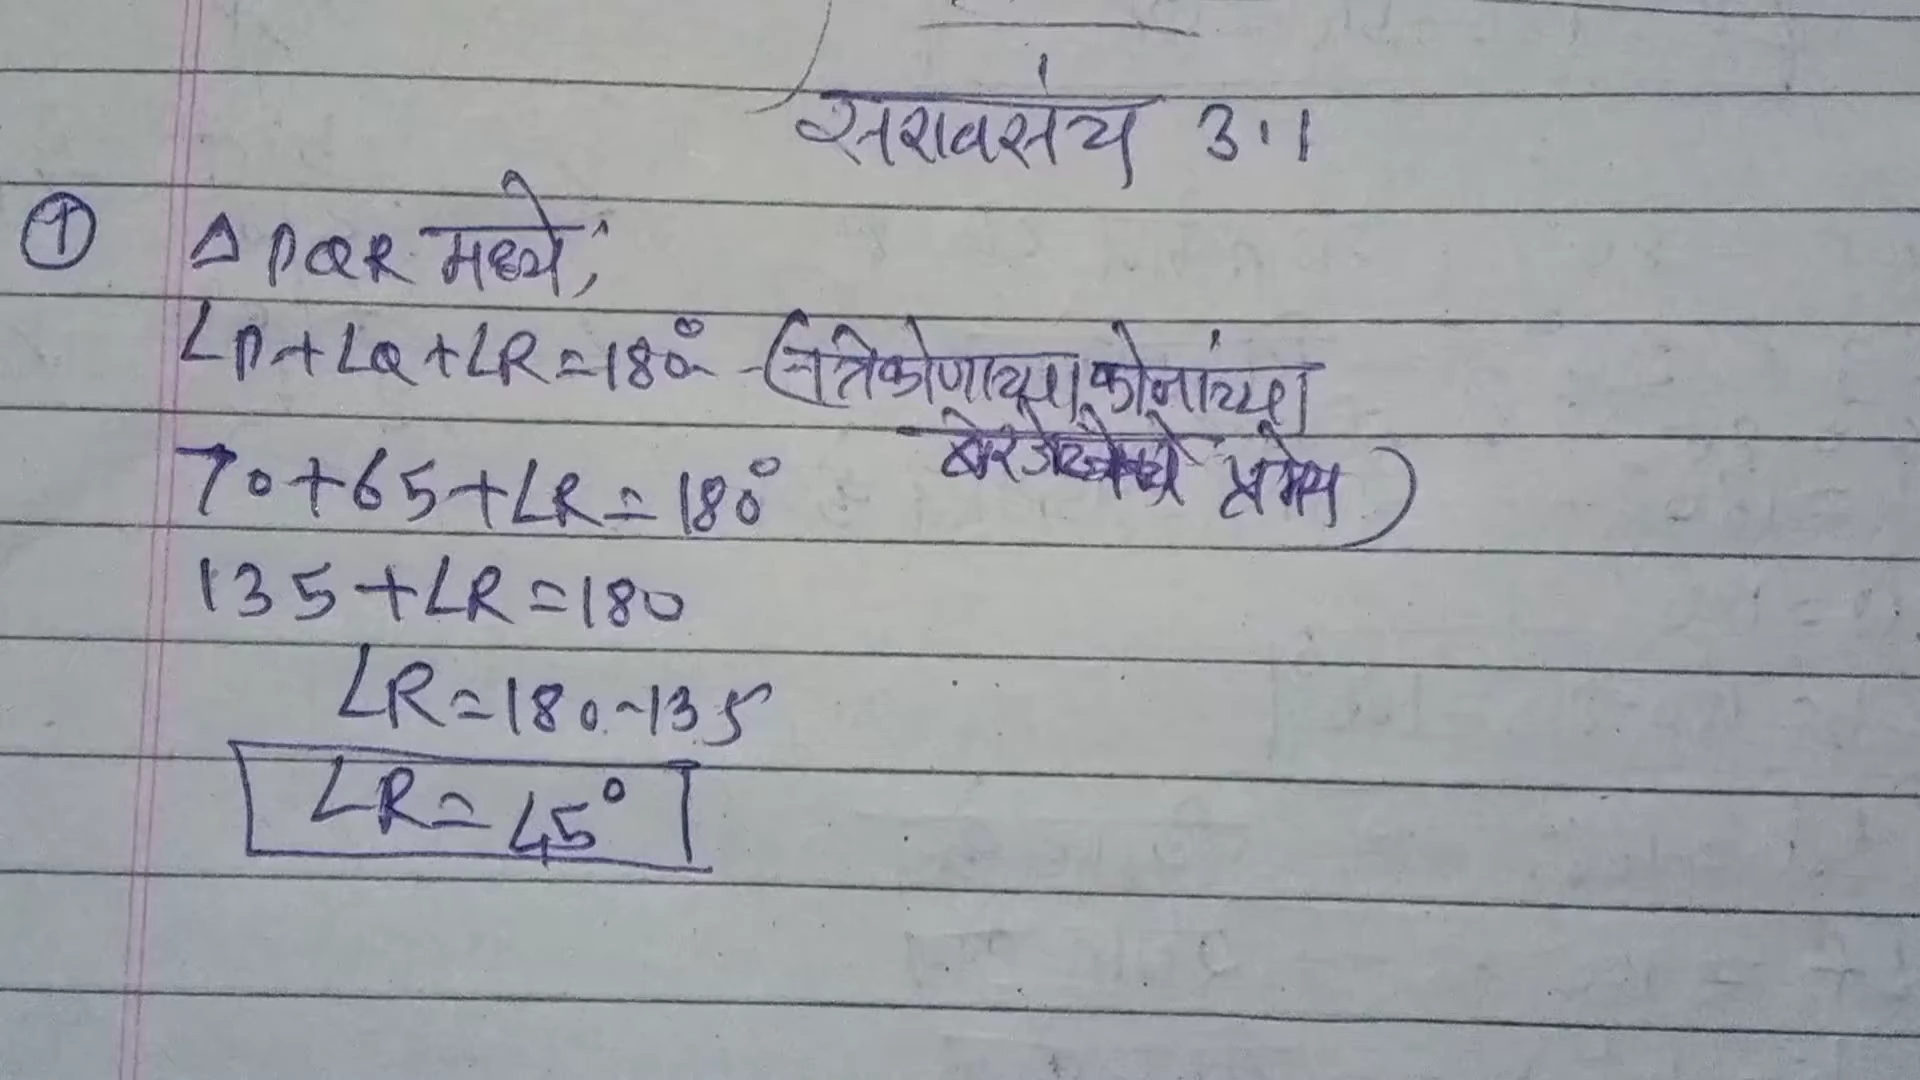 सरावसंच 3.1
① △ PQR मध्ये,
∠P+∠Q+∠R=180° -(त्रिकोणाच्या कोनांच्या
बेरजेचे प्रमेय)
70+65+∠R=180°
135+∠R=180
∠R=180-135
∠R=45°